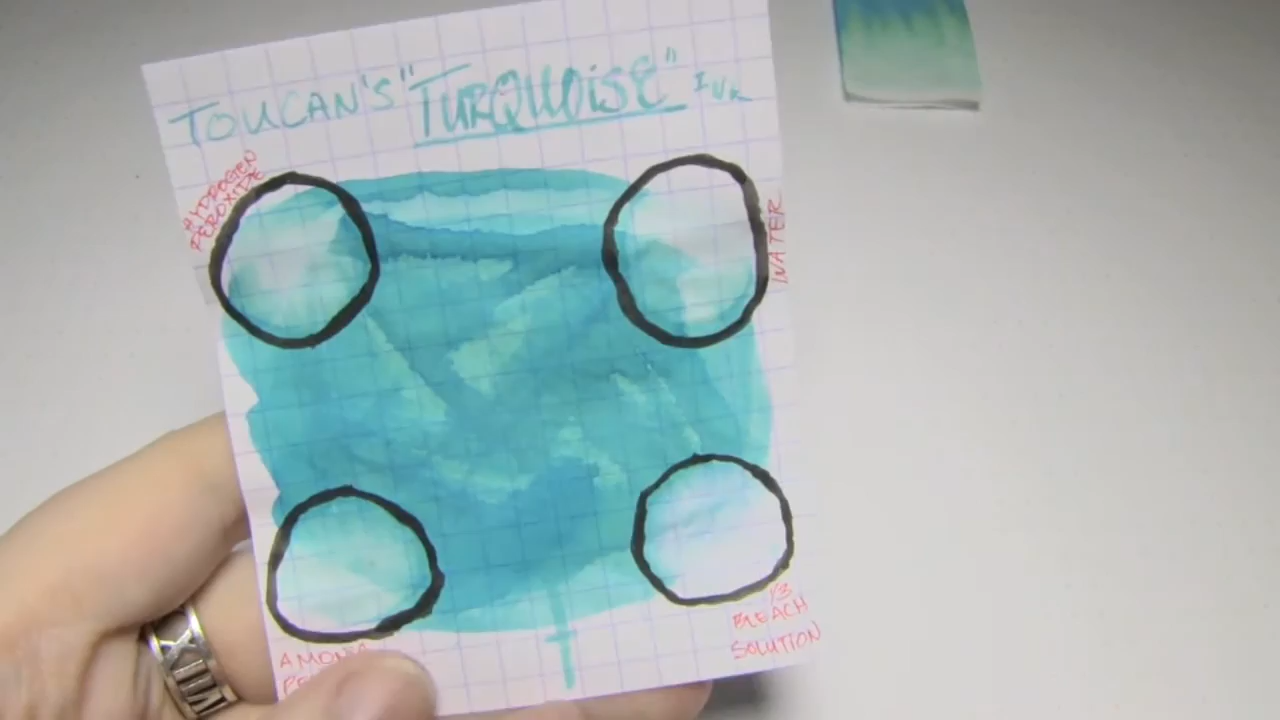 TOUCAN'S "TURQUOISE" INK
HYDROGEN
PEROXIDE
WATER
1/3
BLEACH
SOLUTION
AMONIA